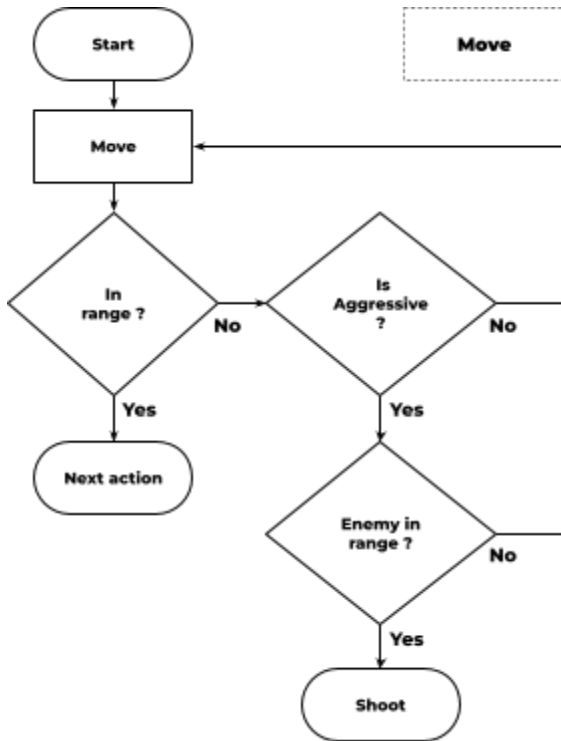 Start
Move
Move
In
range ?
No
Is
Aggressive
?
No
Yes
Yes
Next action
Enemy in
range ?
No
Yes
Shoot